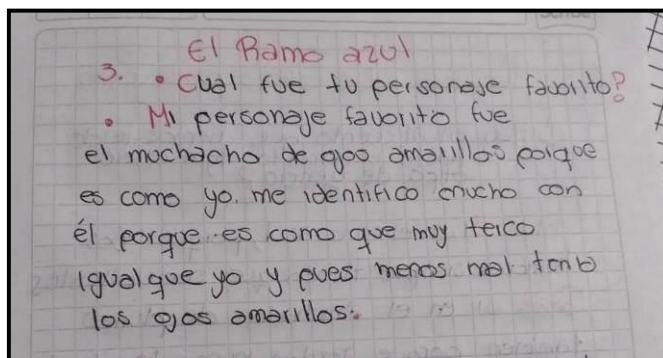 El Ramo azul
3. • Cual fue tu personaje favorito?
• Mi personaje favorito fue
el muchacho de ojos amarillos porque
es como yo. me identifico mucho con
él porque es como que muy terco
igual que yo y pues menos mal tenia
los ojos amarillos.